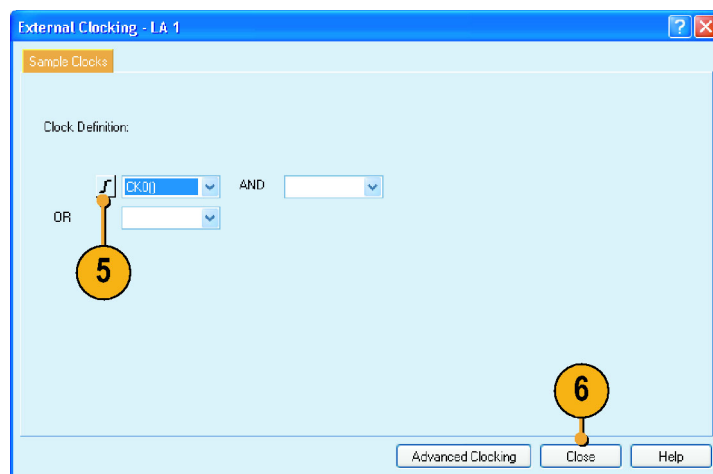 External Clocking - LA 1
Sample Clocks
Clock Definition:
CK0() AND
OR
5
6
Advanced Clocking Close Help